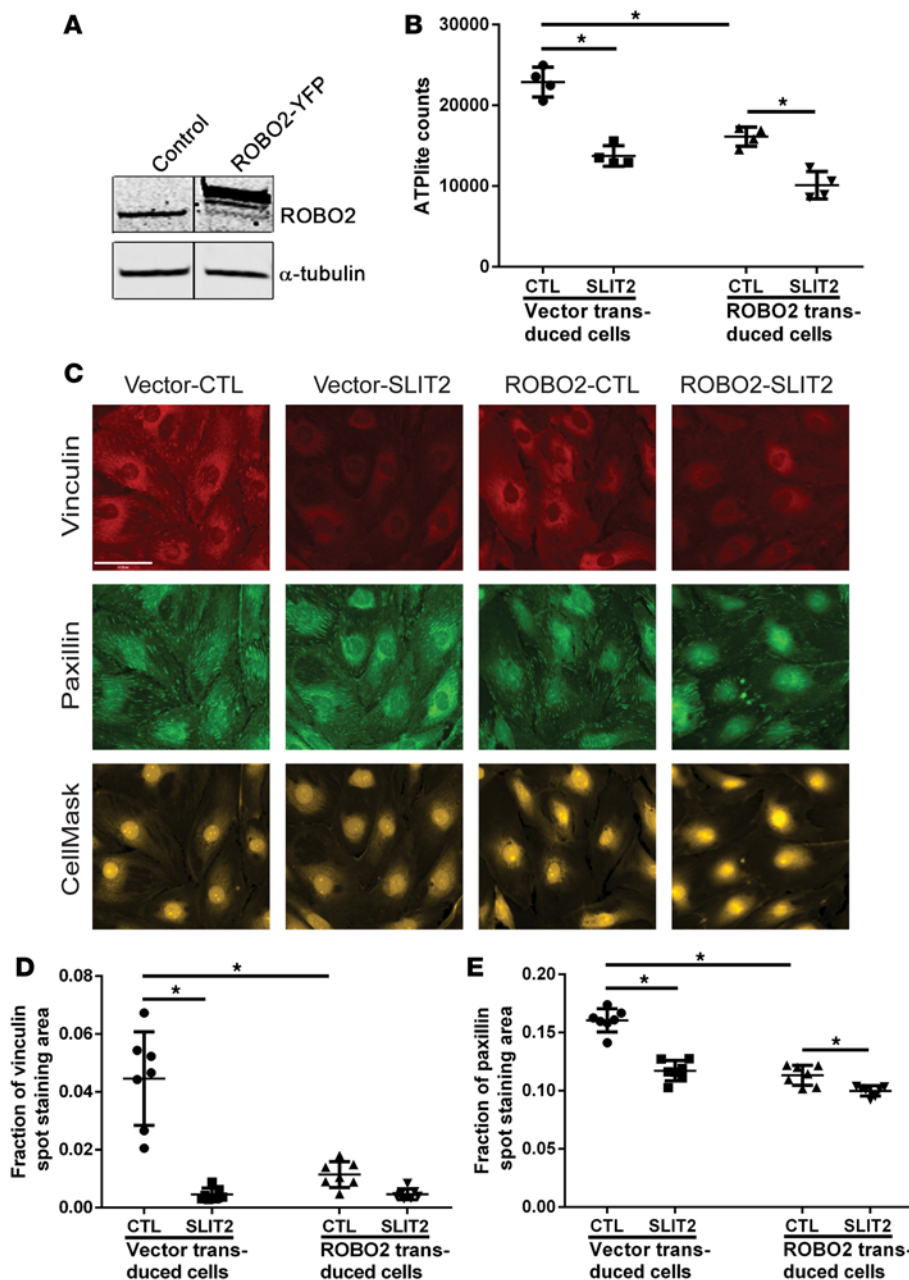 A
Control
ROBO2-YFP
ROBO2
α-tubulin
B
ATPlite counts
30000
20000
10000
0
*
*
*
CTL SLIT2 CTL SLIT2
Vector trans-
duced cells
ROBO2 trans-
duced cells
C
Vector-CTL Vector-SLIT2 ROBO2-CTL ROBO2-SLIT2
Vinculin
Paxillin
CellMask
D
Fraction of vinculin
spot staining area
0.08
0.06
0.04
0.02
0.00
*
*
CTL SLIT2 CTL SLIT2
Vector trans-
duced cells
ROBO2 trans-
duced cells
E
Fraction of paxillin
spot staining area
0.20
0.15
0.10
0.05
0.00
*
*
*
CTL SLIT2 CTL SLIT2
Vector trans-
duced cells
ROBO2 trans-
duced cells